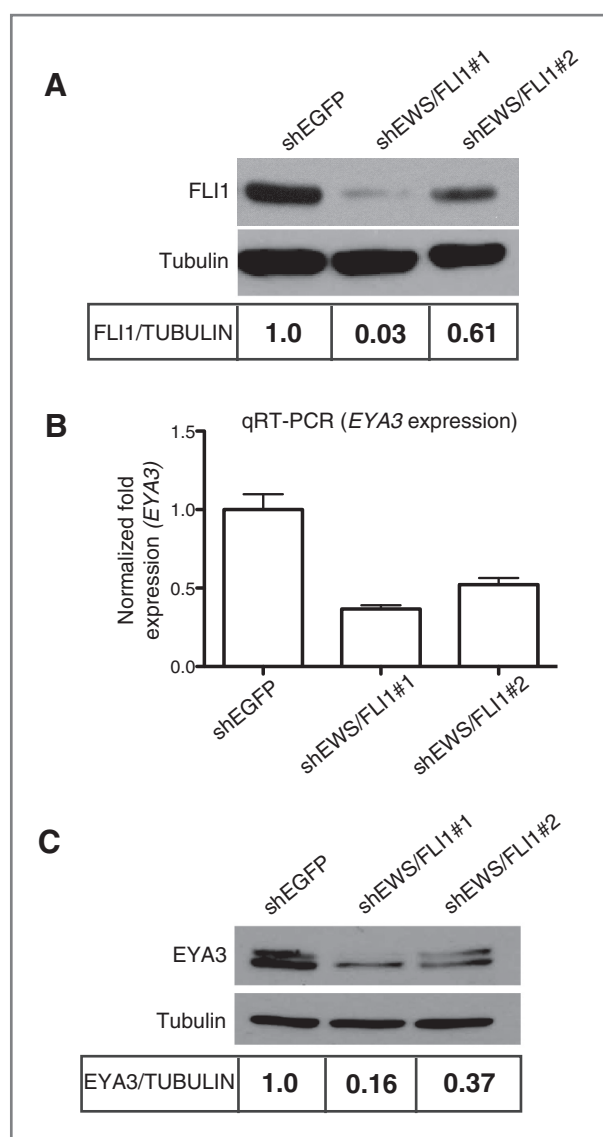 A
shEGFP
shEWS/FLI1#1
shEWS/FLI1#2
FLI1
Tubulin
FLI1/TUBULIN 1.0 0.03 0.61
B
qRT-PCR (EYA3 expression)
Normalized fold
expression (EYA3)
1.5
1.0
0.5
0.0
shEGFP
shEWS/FLI1#1
shEWS/FLI1#2
C
shEGFP
shEWS/FLI1#1
shEWS/FLI1#2
EYA3
Tubulin
EYA3/TUBULIN 1.0 0.16 0.37